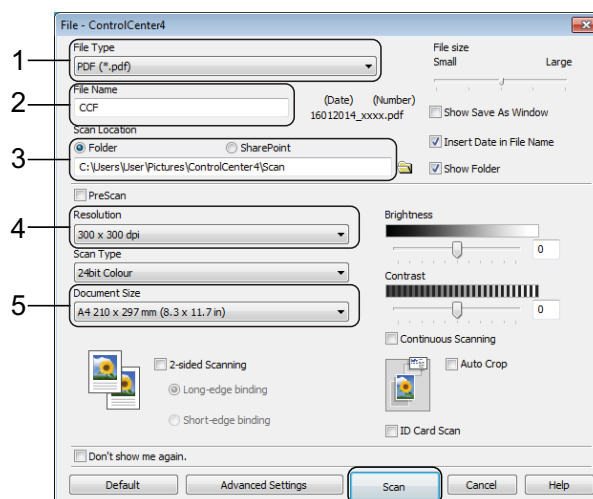 File - ControlCenter4
1
File Type
PDF (*.pdf)
File size
Small Large
2
File Name
CCF
(Date) (Number)
16012014_xxxx.pdf
Show Save As Window
Insert Date in File Name
Show Folder
3
Scan Location
Folder SharePoint
C:\Users\User\Pictures\ControlCenter4\Scan
PreScan
4
Resolution
300 x 300 dpi
Brightness
0
Scan Type
24bit Colour
Contrast
0
5
Document Size
A4 210 x 297 mm (8.3 x 11.7 in)
Continuous Scanning
2-sided Scanning
Long-edge binding
Short-edge binding
Auto Crop
ID Card Scan
Don't show me again.
Default Advanced Settings Scan Cancel Help